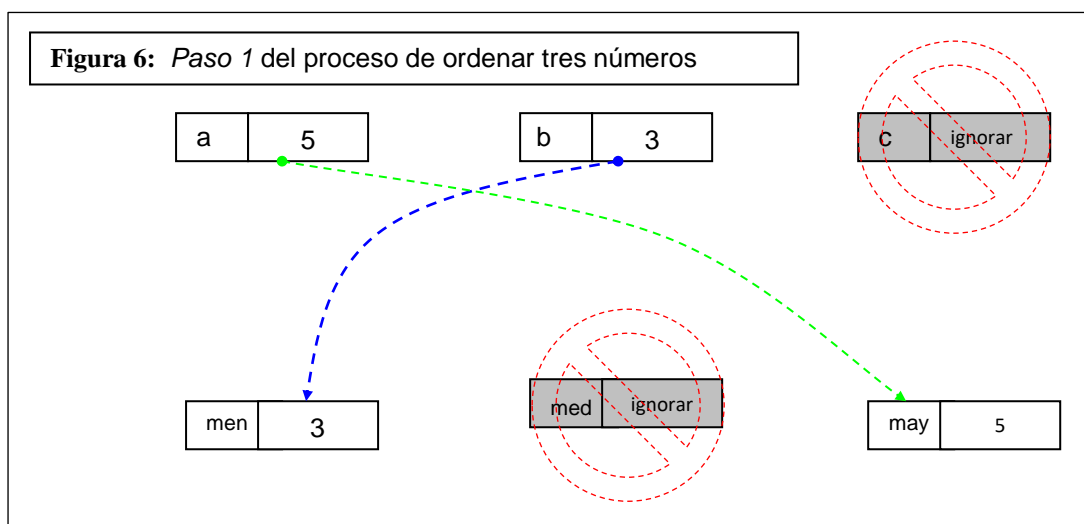 Figura 6: Paso 1 del proceso de ordenar tres números
a 5 b 3 c ignorar
men 3 med ignorar may 5